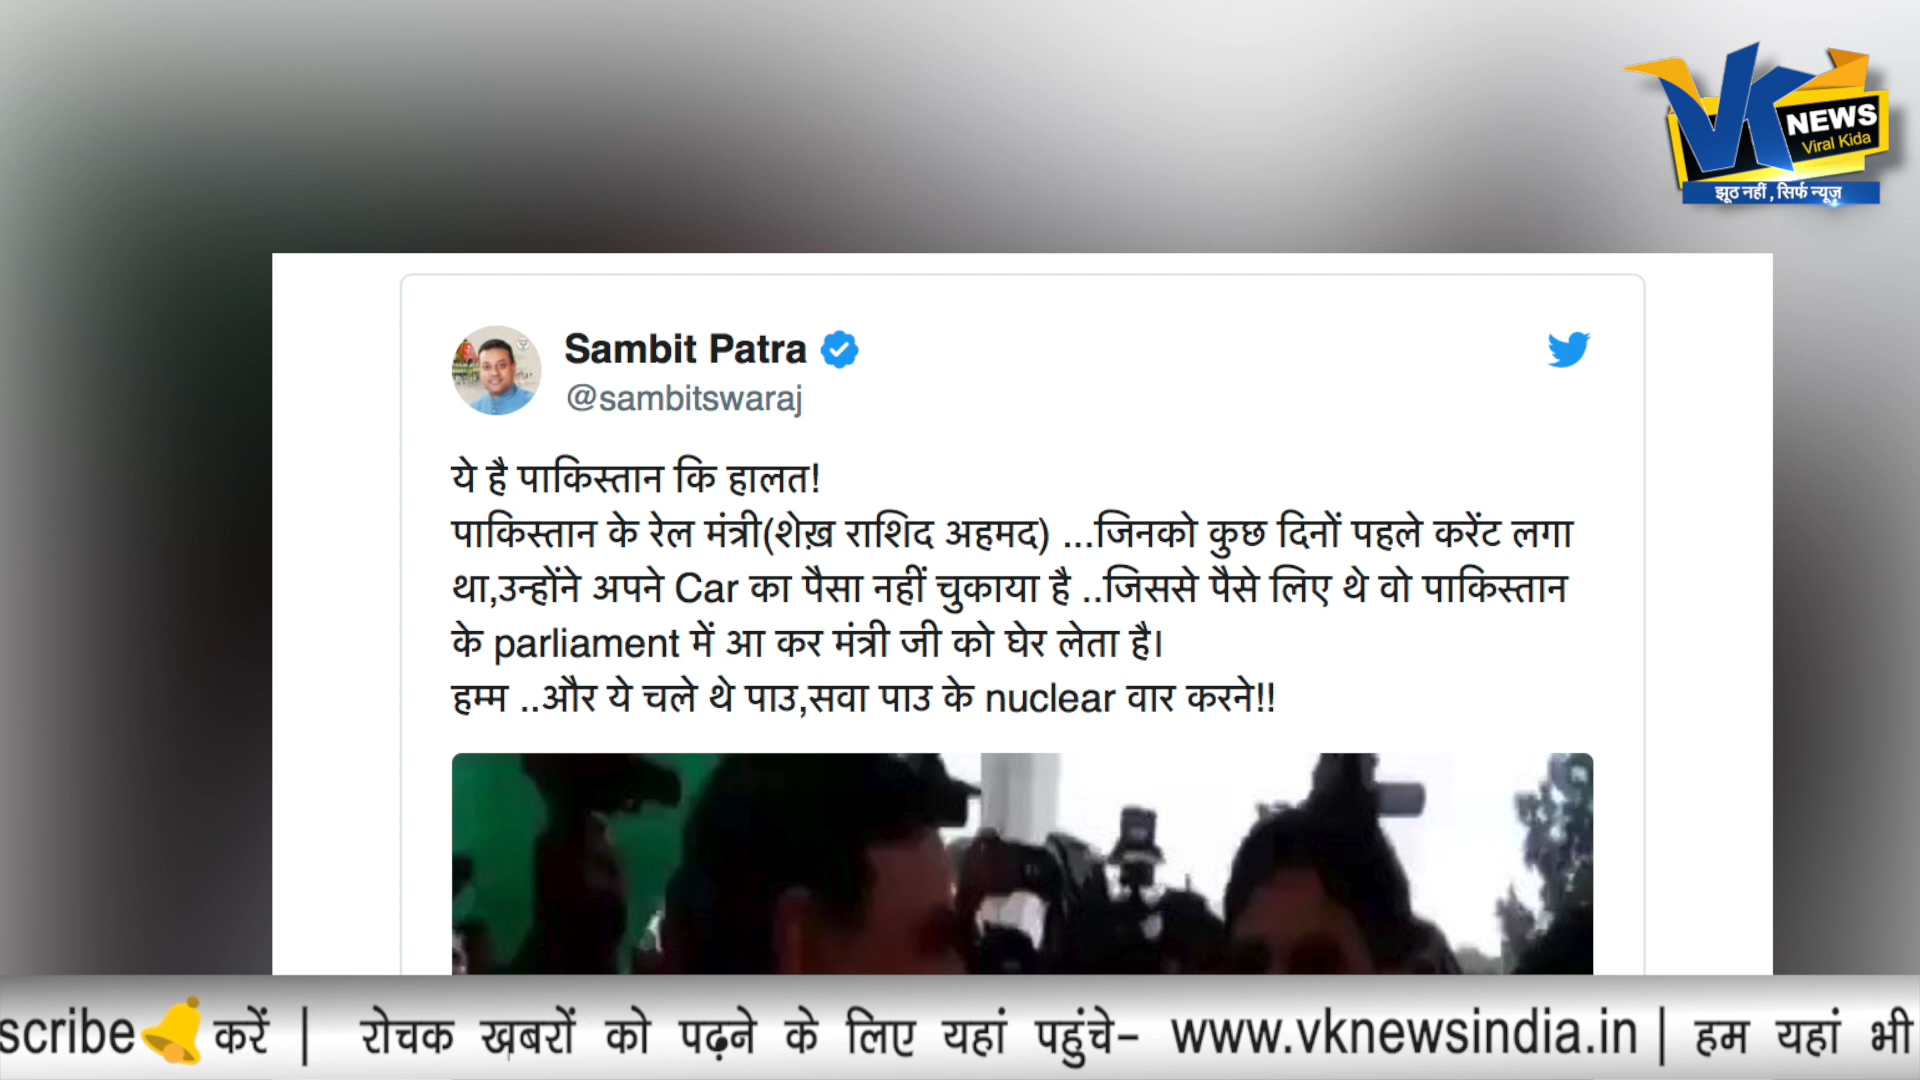 VK NEWS
Viral Kida
झूठ नहीं, सिर्फ न्यूज़
Sambit Patra
@sambitswaraj
ये है पाकिस्तान कि हालत!
पाकिस्तान के रेल मंत्री(शेख़ राशिद अहमद) ...जिनको कुछ दिनों पहले करेंट लगा
था,उन्होंने अपने Car का पैसा नहीं चुकाया है ..जिससे पैसे लिए थे वो पाकिस्तान
के parliament में आ कर मंत्री जी को घेर लेता है।
हम्म ..और ये चले थे पाउ,सवा पाउ के nuclear वार करने!!
scribe करें | रोचक ख़बरों को पढ़ने के लिए यहां पहुंचे- www.vknewsindia.in | हम यहां भी